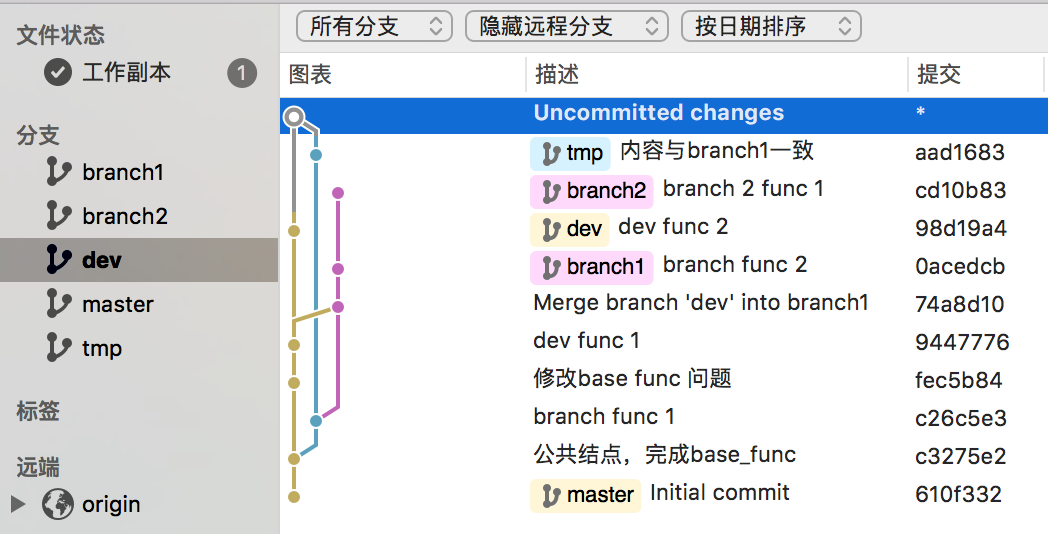 文件状态
工作副本 1
分支
branch1
branch2
dev
master
tmp
标签
远端
origin
所有分支 隐藏远程分支 按日期排序
图表 描述 提交
Uncommitted changes *
tmp 内容与branch1一致 aad1683
branch2 branch 2 func 1 cd10b83
dev dev func 2 98d19a4
branch1 branch func 2 0acedcb
Merge branch 'dev' into branch1 74a8d10
dev func 1 9447776
修改base func 问题 fec5b84
branch func 1 c26c5e3
公共结点，完成base_func c3275e2
master Initial commit 610f332